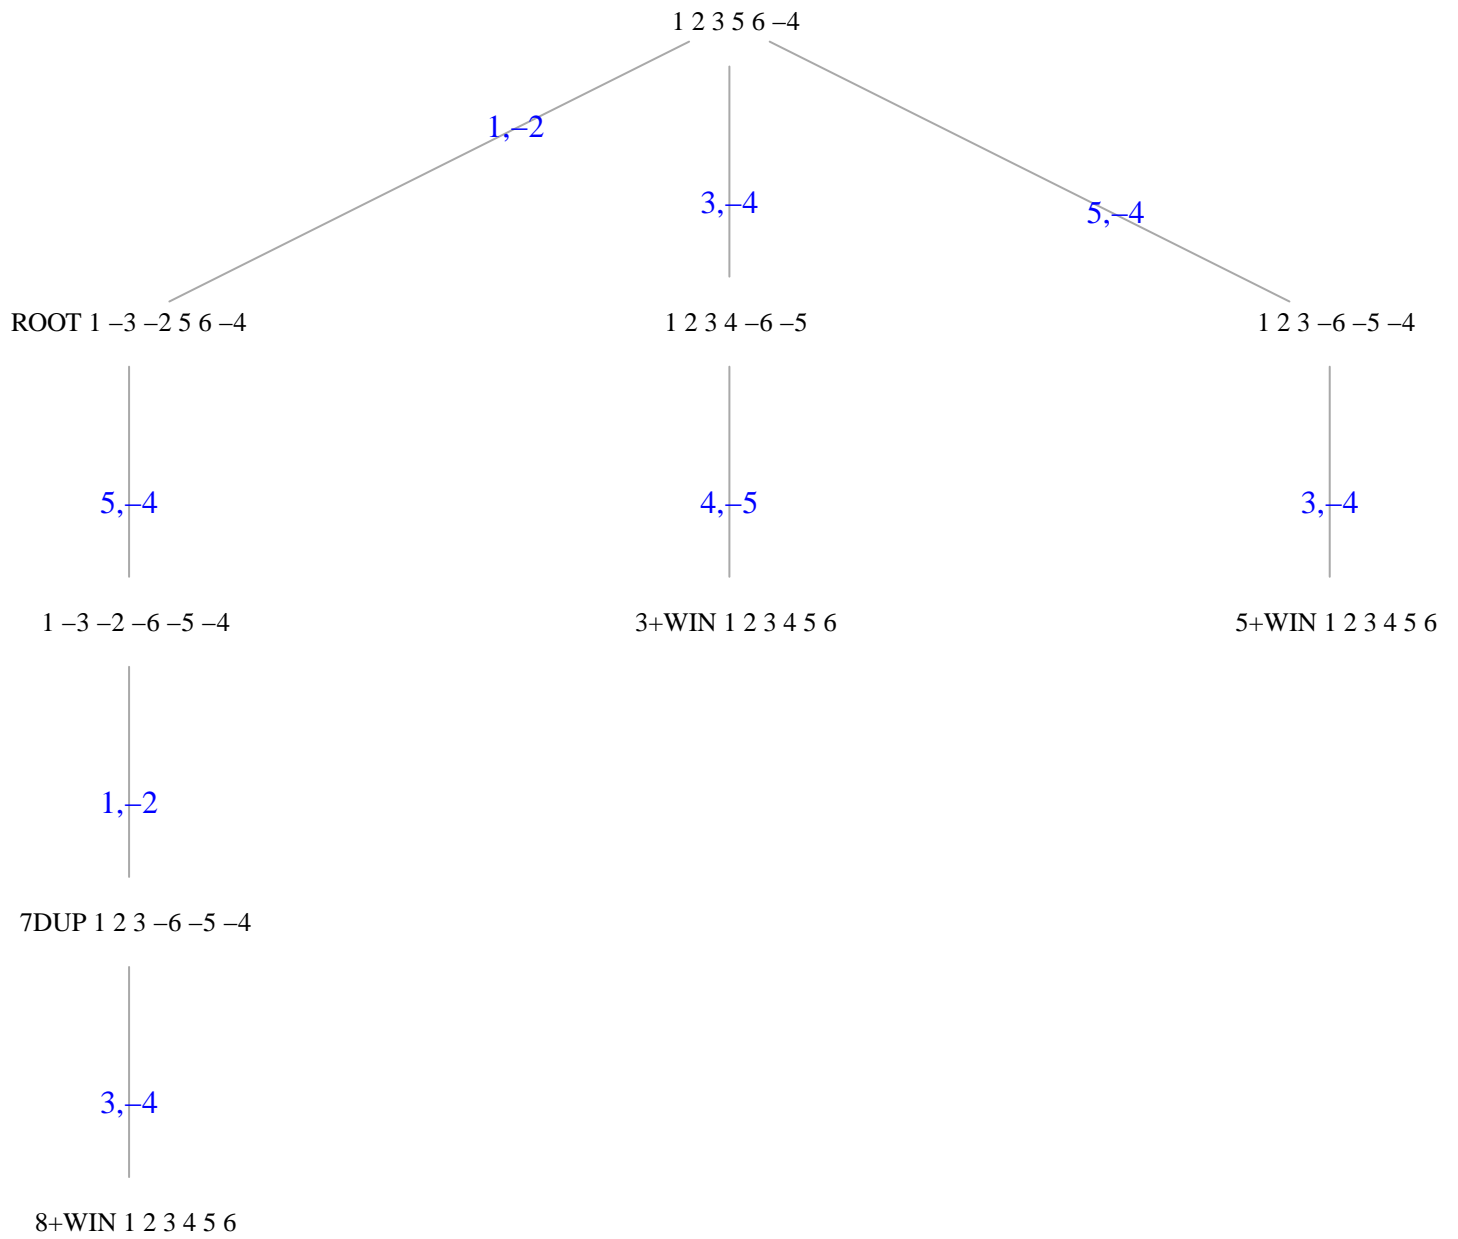 1 2 3 5 6 –4
1,–2
3,–4
5,–4
ROOT 1 –3 –2 5 6 –4
1 2 3 4 –6 –5
1 2 3 –6 –5 –4
5,–4
4,–5
3,–4
1 –3 –2 –6 –5 –4
3+WIN 1 2 3 4 5 6
5+WIN 1 2 3 4 5 6
1,–2
7DUP 1 2 3 –6 –5 –4
3,–4
8+WIN 1 2 3 4 5 6